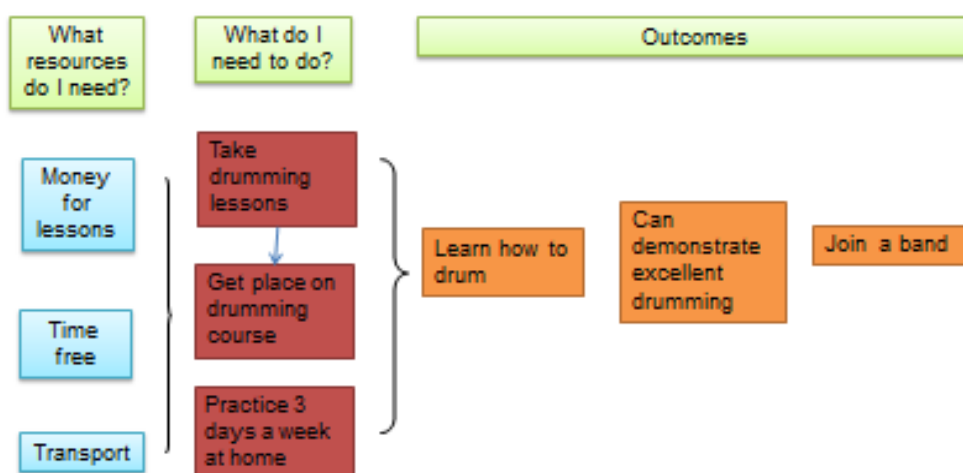 What
resources
do I need?
What do I
need to do?
Outcomes
Money
for
lessons
Time
free
Transport
Take
drumming
lessons
Get place on
drumming
course
Practice 3
days a week
at home
Learn how to
drum
Can
demonstrate
excellent
drumming
Join a band